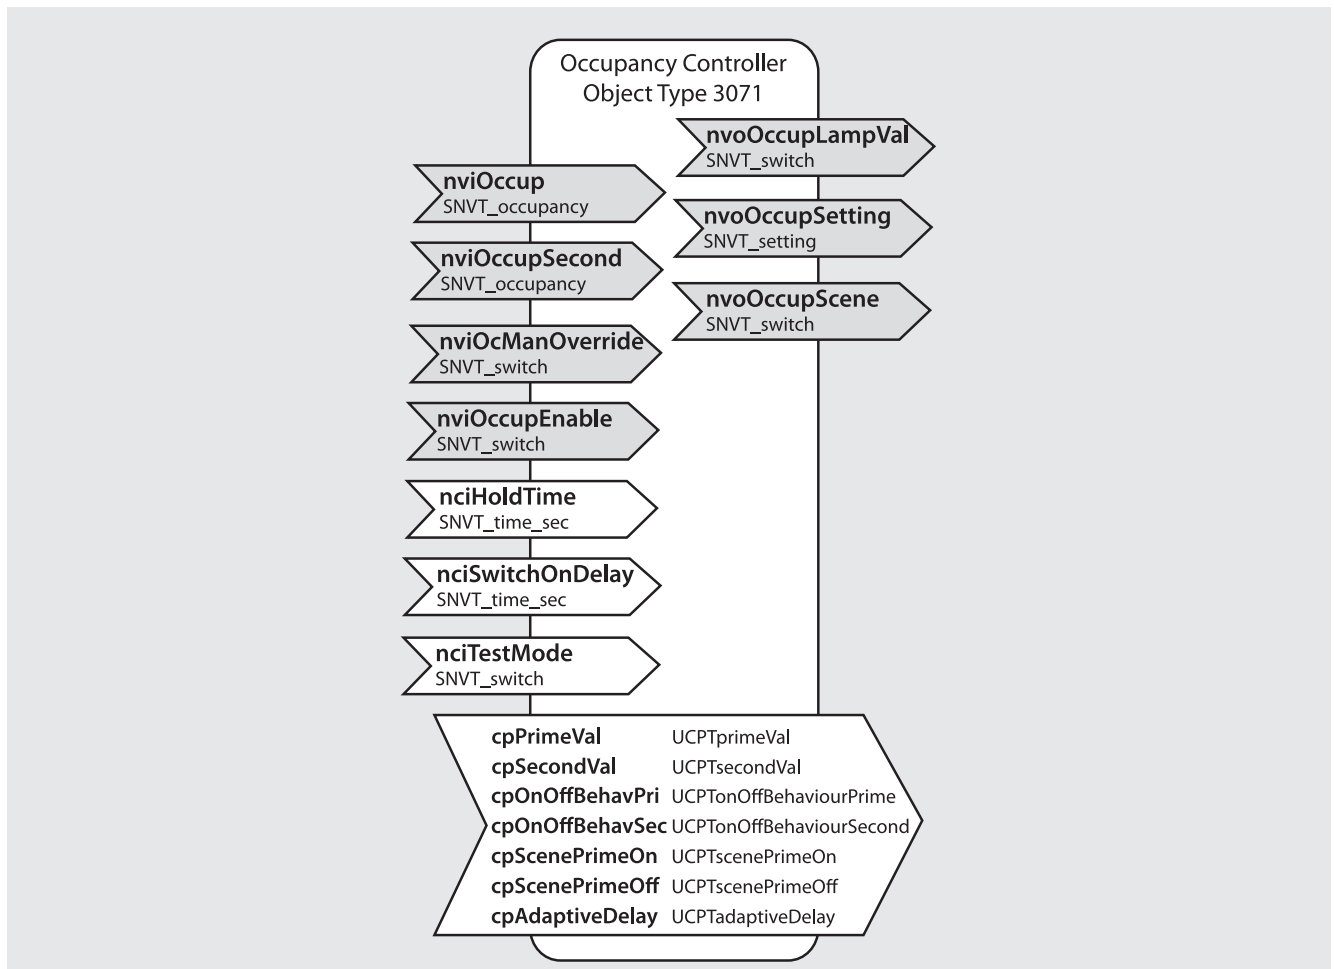 Occupancy Controller
Object Type 3071
nvoOccupLampVal
SNVT_switch
nviOccup
SNVT_occupancy
nvoOccupSetting
SNVT_setting
nviOccupSecond
SNVT_occupancy
nvoOccupScene
SNVT_switch
nviOcManOverride
SNVT_switch
nviOccupEnable
SNVT_switch
nciHoldTime
SNVT_time_sec
nciSwitchOnDelay
SNVT_time_sec
nciTestMode
SNVT_switch
cpPrimeVal UCPTprimeVal
cpSecondVal UCPTsecondVal
cpOnOffBehavPri UCPTonOffBehaviourPrime
cpOnOffBehavSec UCPTonOffBehaviourSecond
cpScenePrimeOn UCPTscenePrimeOn
cpScenePrimeOff UCPTscenePrimeOff
cpAdaptiveDelay UCPTadaptiveDelay